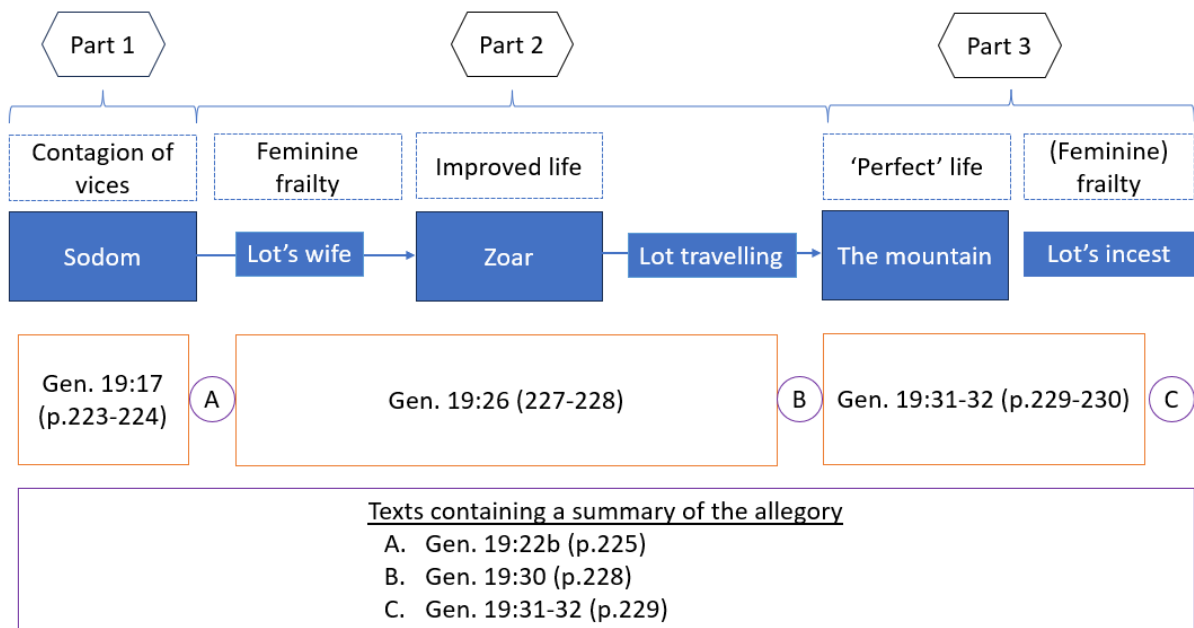 Part 1
Part 2
Part 3
Contagion of
vices
Feminine
frailty
Improved life
‘Perfect’ life
(Feminine)
frailty
Sodom
Lot’s wife
Zoar
Lot travelling
The mountain
Lot’s incest
Gen. 19:17
(p.223-224)
A
Gen. 19:26 (227-228)
B
Gen. 19:31-32 (p.229-230)
C
Texts containing a summary of the allegory
A. Gen. 19:22b (p.225)
B. Gen. 19:30 (p.228)
C. Gen. 19:31-32 (p.229)